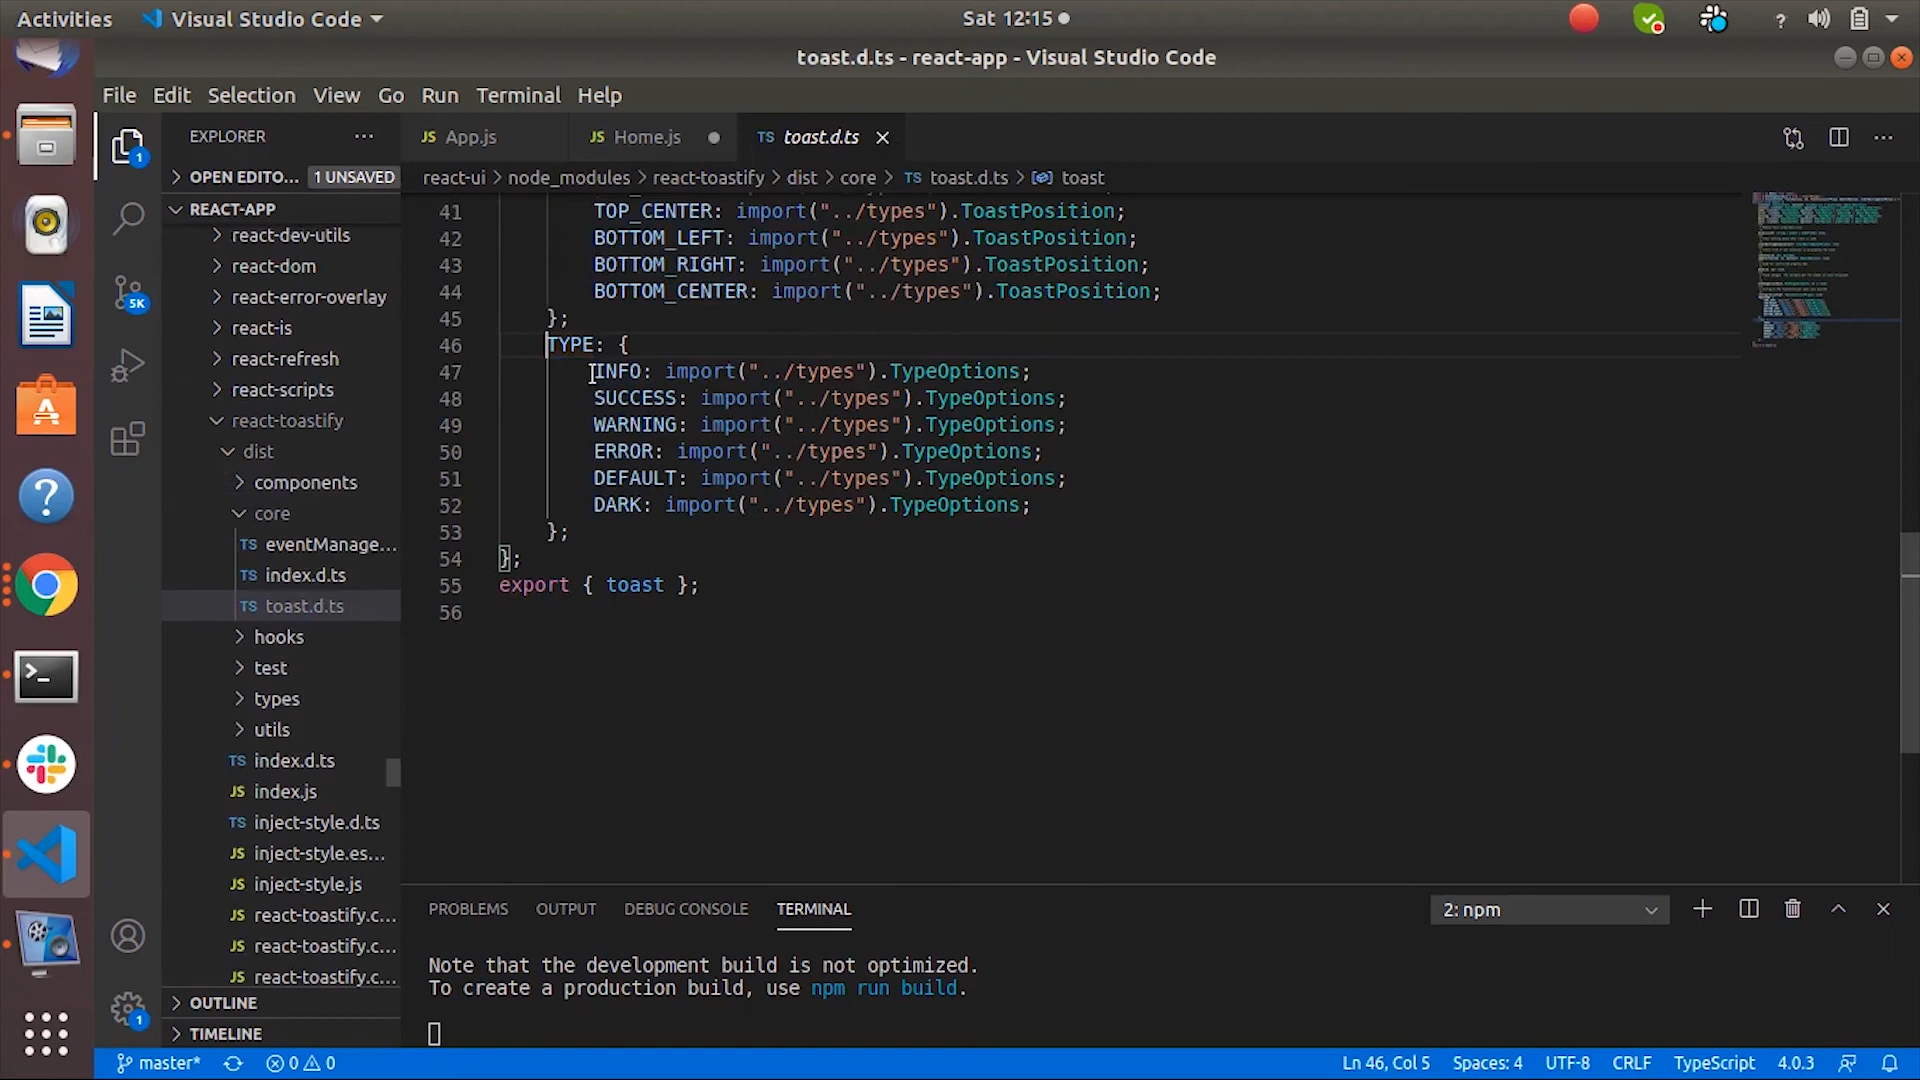 Activities Visual Studio Code Sat 12:15
toast.d.ts - react-app - Visual Studio Code
File Edit Selection View Go Run Terminal Help
EXPLORER
JS App.js JS Home.js TS toast.d.ts
1
OPEN EDITO... 1 UNSAVED
react-ui > node_modules > react-toastify > dist > core > TS toast.d.ts > toast
REACT-APP
react-dev-utils
react-dom
react-error-overlay
5K
react-is
react-refresh
react-scripts
react-toastify
dist
components
core
TS eventManage...
TS index.d.ts
TS toast.d.ts
hooks
test
types
utils
TS index.d.ts
JS index.js
TS inject-style.d.ts
JS inject-style.es...
JS inject-style.js
JS react-toastify.c...
JS react-toastify.c...
JS react-toastify.c...
OUTLINE
1
TIMELINE
41 TOP_CENTER: import("../types").ToastPosition;
42 BOTTOM_LEFT: import("../types").ToastPosition;
43 BOTTOM_RIGHT: import("../types").ToastPosition;
44 BOTTOM_CENTER: import("../types").ToastPosition;
45 };
46 TYPE: {
47 INFO: import("../types").TypeOptions;
48 SUCCESS: import("../types").TypeOptions;
49 WARNING: import("../types").TypeOptions;
50 ERROR: import("../types").TypeOptions;
51 DEFAULT: import("../types").TypeOptions;
52 DARK: import("../types").TypeOptions;
53 };
54 };
55 export { toast };
56
PROBLEMS OUTPUT DEBUG CONSOLE TERMINAL 2: npm
Note that the development build is not optimized.
To create a production build, use npm run build.
master* 0 0 Ln 46, Col 5 Spaces: 4 UTF-8 CRLF TypeScript 4.0.3